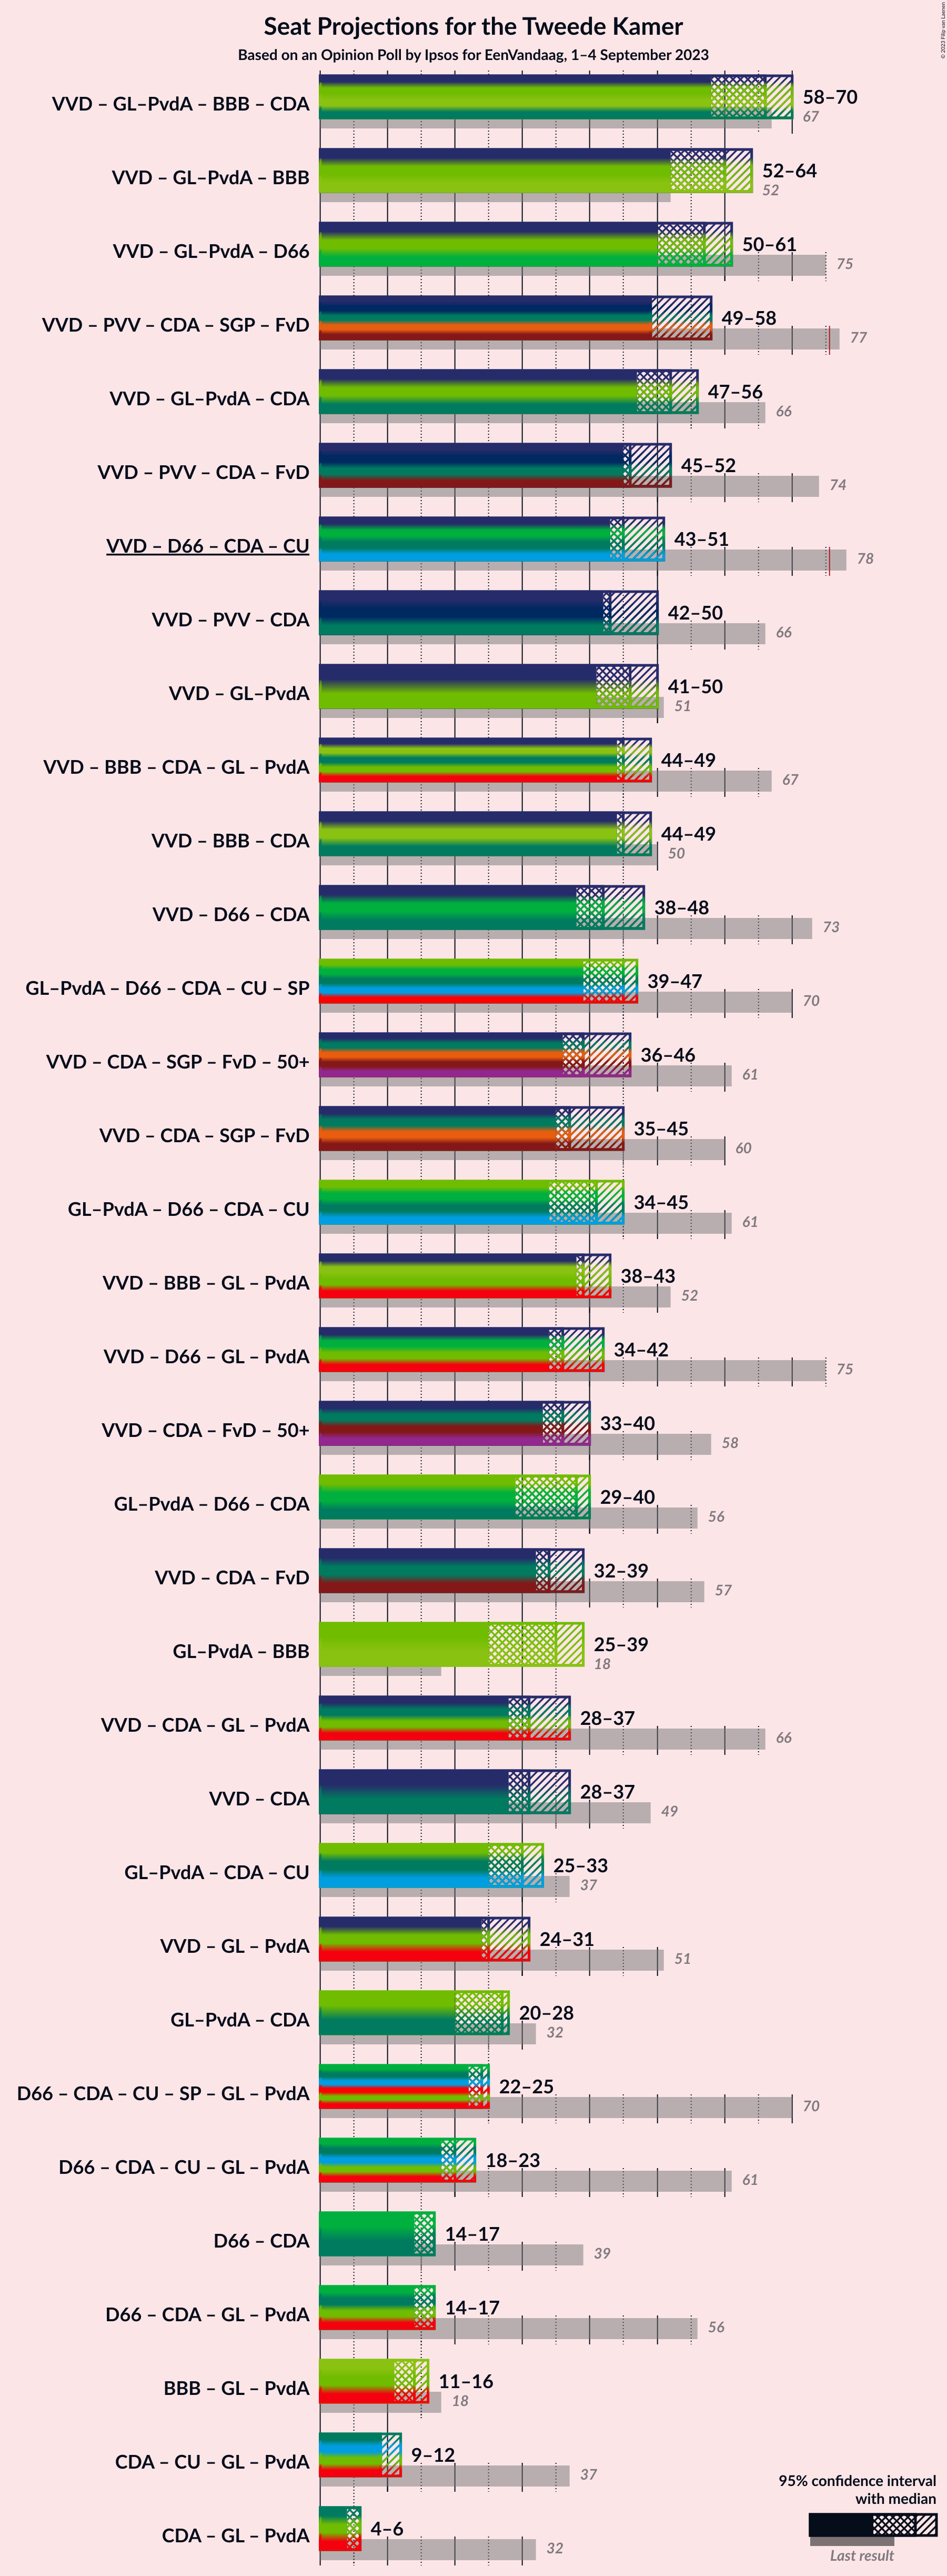 Seat Projections for the Tweede Kamer
Based on an Opinion Poll by Ipsos for EenVandaag, 1–4 September 2023
© 2023 Filip van Laenen
VVD – GL–PvdA – BBB – CDA
58–70
67
VVD – GL–PvdA – BBB
52–64
52
VVD – GL–PvdA – D66
50–61
75
VVD – PVV – CDA – SGP – FvD
49–58
77
VVD – GL–PvdA – CDA
47–56
66
VVD – PVV – CDA – FvD
45–52
74
VVD – D66 – CDA – CU
43–51
78
VVD – PVV – CDA
42–50
66
VVD – GL–PvdA
41–50
51
VVD – BBB – CDA – GL – PvdA
44–49
67
VVD – BBB – CDA
44–49
50
VVD – D66 – CDA
38–48
73
GL–PvdA – D66 – CDA – CU – SP
39–47
70
VVD – CDA – SGP – FvD – 50+
36–46
61
VVD – CDA – SGP – FvD
35–45
60
GL–PvdA – D66 – CDA – CU
34–45
61
VVD – BBB – GL – PvdA
38–43
52
VVD – D66 – GL – PvdA
34–42
75
VVD – CDA – FvD – 50+
33–40
58
GL–PvdA – D66 – CDA
29–40
56
VVD – CDA – FvD
32–39
57
GL–PvdA – BBB
25–39
18
VVD – CDA – GL – PvdA
28–37
66
VVD – CDA
28–37
49
GL–PvdA – CDA – CU
25–33
37
VVD – GL – PvdA
24–31
51
GL–PvdA – CDA
20–28
32
D66 – CDA – CU – SP – GL – PvdA
22–25
70
D66 – CDA – CU – GL – PvdA
18–23
61
D66 – CDA
14–17
39
D66 – CDA – GL – PvdA
14–17
56
BBB – GL – PvdA
11–16
18
CDA – CU – GL – PvdA
9–12
37
CDA – GL – PvdA
4–6
32
95% confidence interval
with median
Last result